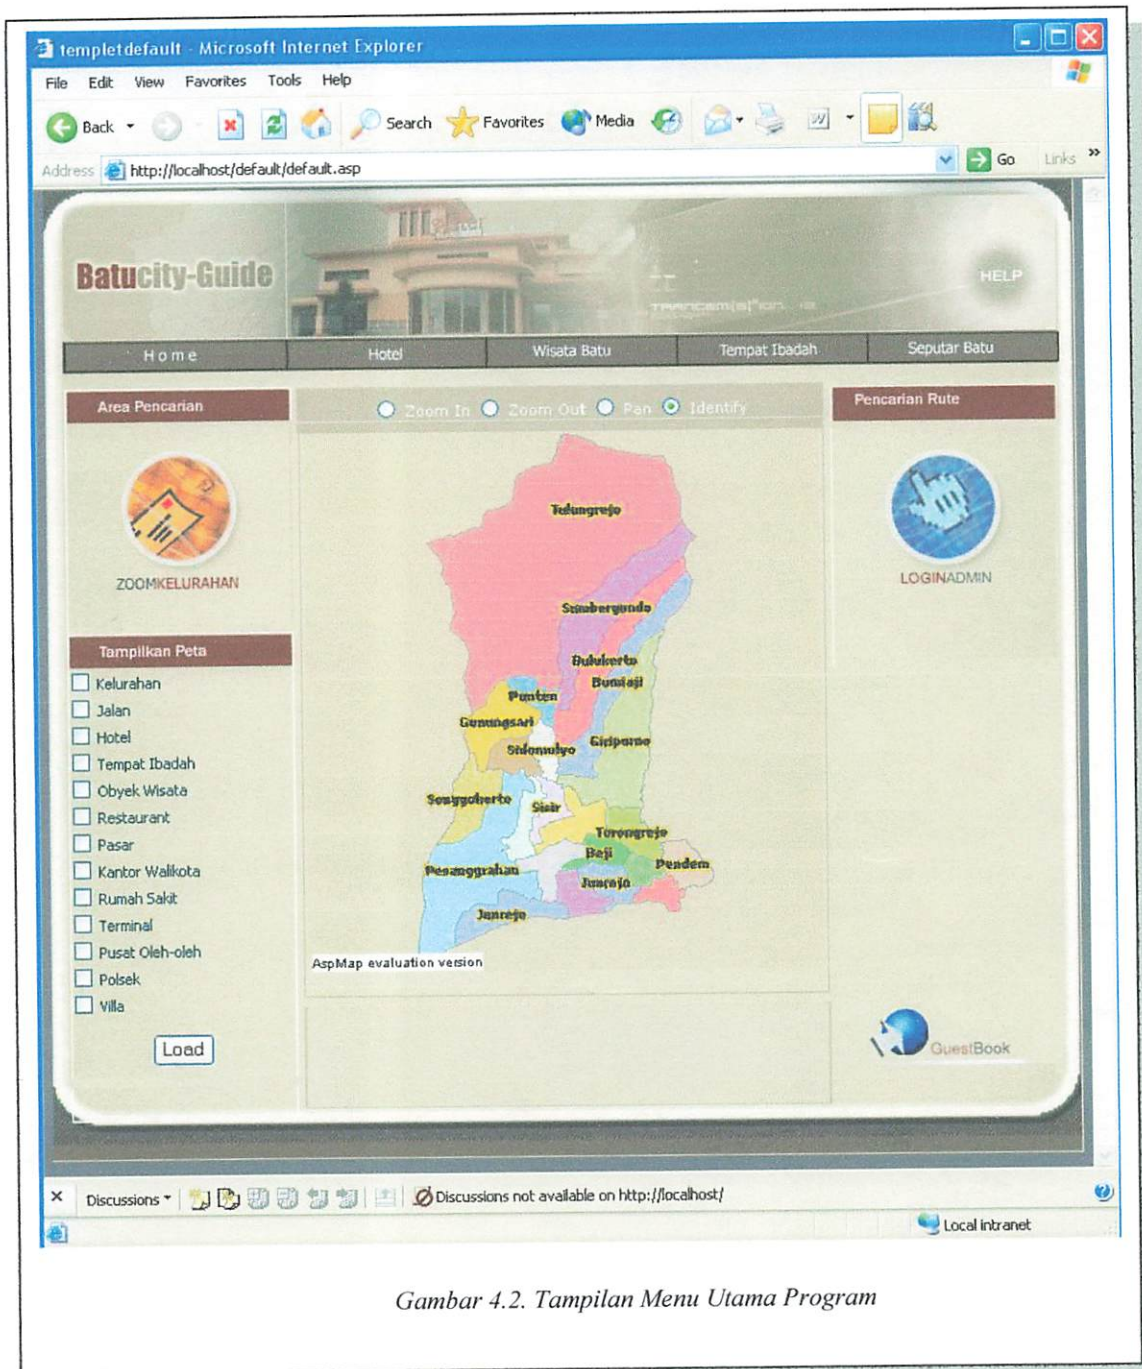 templetdefault - Microsoft Internet Explorer
File Edit View Favorites Tools Help
Back Search Favorites Media
Address http://localhost/default/default.asp Go Links »
Batucity-Guide
HELP
Home Hotel Wisata Batu Tempat Ibadah Seputar Batu
Area Pencarian
ZOOMKELURAHAN
Tampilkan Peta
Kelurahan
Jalan
Hotel
Tempat Ibadah
Obyek Wisata
Restaurant
Pasar
Kantor Walikota
Rumah Sakit
Terminal
Pusat Oleh-oleh
Polsek
Villa
Load
Zoom In Zoom Out Pan Identify
Tulungrejo
Sumbergondo
Bulukerto
Bumiaji
Punten
Gunungsari
Sidomulyo
Giripurno
Songgokerto
Sisir
Torongrejo
Beji
Pendem
Pesanggrahan
Junrejo
Junrejo
AspMap evaluation version
Pencarian Rute
LOGINADMIN
GuestBook
× Discussions Discussions not available on http://localhost/
Local intranet
Gambar 4.2. Tampilan Menu Utama Program